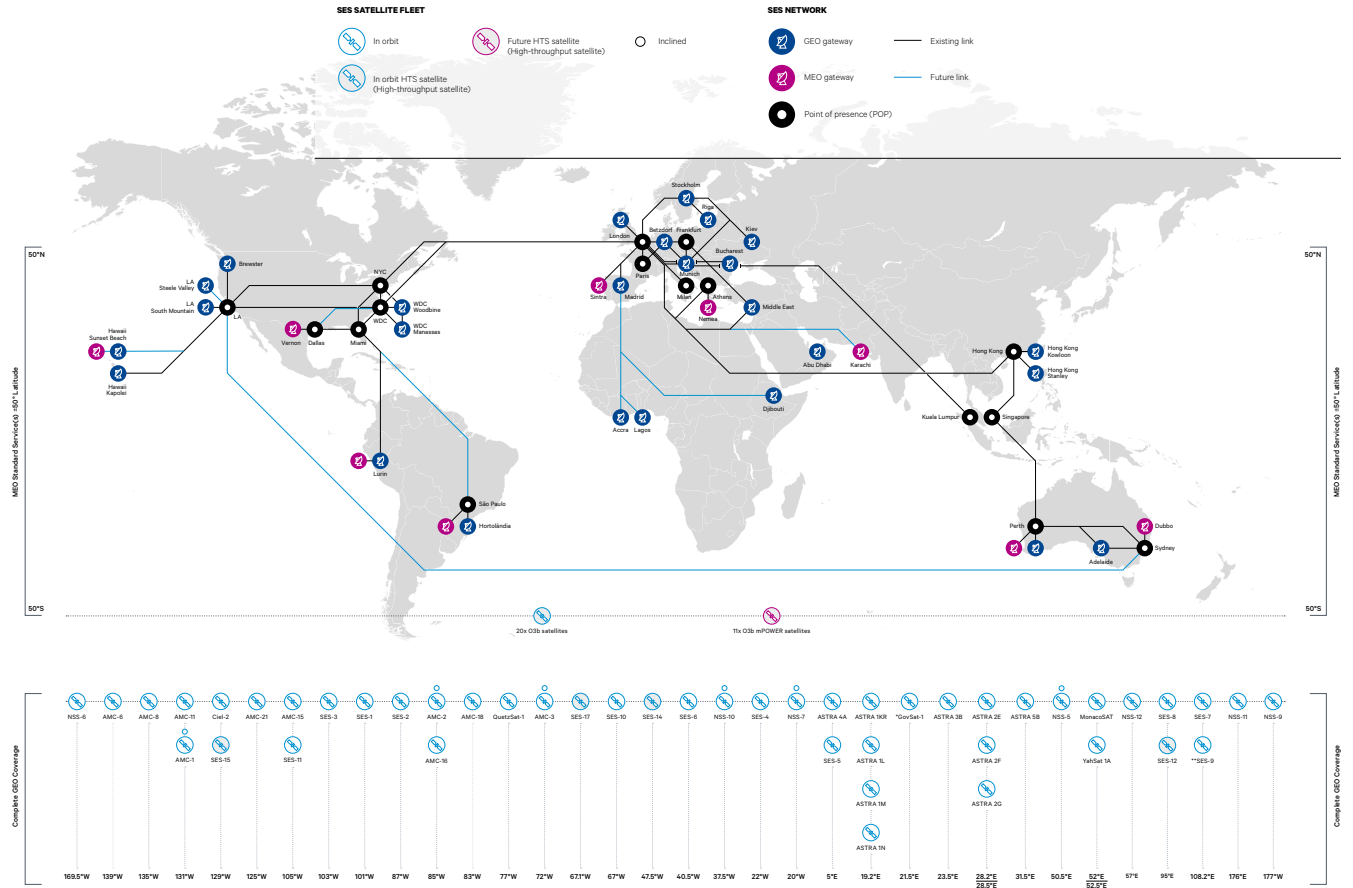 SES SATELLITE FLEET
In orbit
Future HTS satellite
(High-throughput satellite)
Inclined
In orbit HTS satellite
(High-throughput satellite)
SES NETWORK
GEO gateway
Existing link
MEO gateway
Future link
Point of presence (POP)
50°N
50°N
MEO Standard Service(s) ±50° Latitude
MEO Standard Service(s) ±50° Latitude
Stockholm
Riga
London
Betzdorf
Frankfurt
Kiev
Bucharest
Paris
Munich
Sintra
Madrid
Milan
Athens
Nemea
Middle East
Brewster
LA
Steele Valley
LA
South Mountain
LA
NYC
WDC
WDC
Woodbine
WDC
Manassas
Vernon
Dallas
Miami
Hawaii
Sunset Beach
Hawaii
Kapolei
Abu Dhabi
Karachi
Hong Kong
Hong Kong
Kowloon
Hong Kong
Stanley
Djibouti
Accra
Lagos
Kuala Lumpur
Singapore
Lurin
São Paulo
Hortolândia
Perth
Dubbo
Adelaide
Sydney
50°S
50°S
20x O3b satellites
11x O3b mPOWER satellites
Complete GEO Coverage
Complete GEO Coverage
NSS-6
AMC-6
AMC-8
AMC-11
Ciel-2
AMC-21
AMC-15
SES-3
SES-1
SES-2
AMC-2
AMC-18
QuetzSat-1
AMC-3
SES-17
SES-10
SES-14
SES-6
NSS-10
SES-4
NSS-7
ASTRA 4A
ASTRA 1KR
*GovSat-1
ASTRA 3B
ASTRA 2E
ASTRA 5B
NSS-5
MonacoSAT
NSS-12
SES-8
SES-7
NSS-11
NSS-9
AMC-1
SES-15
SES-11
AMC-16
SES-5
ASTRA 1L
ASTRA 2F
YahSat 1A
SES-12
**SES-9
ASTRA 1M
ASTRA 2G
ASTRA 1N
169.5°W
139°W
135°W
131°W
129°W
125°W
105°W
103°W
101°W
87°W
85°W
83°W
77°W
72°W
67.1°W
67°W
47.5°W
40.5°W
37.5°W
22°W
20°W
5°E
19.2°E
21.5°E
23.5°E
28.2°E
28.5°E
31.5°E
50.5°E
52°E
52.5°E
57°E
95°E
108.2°E
176°E
177°W